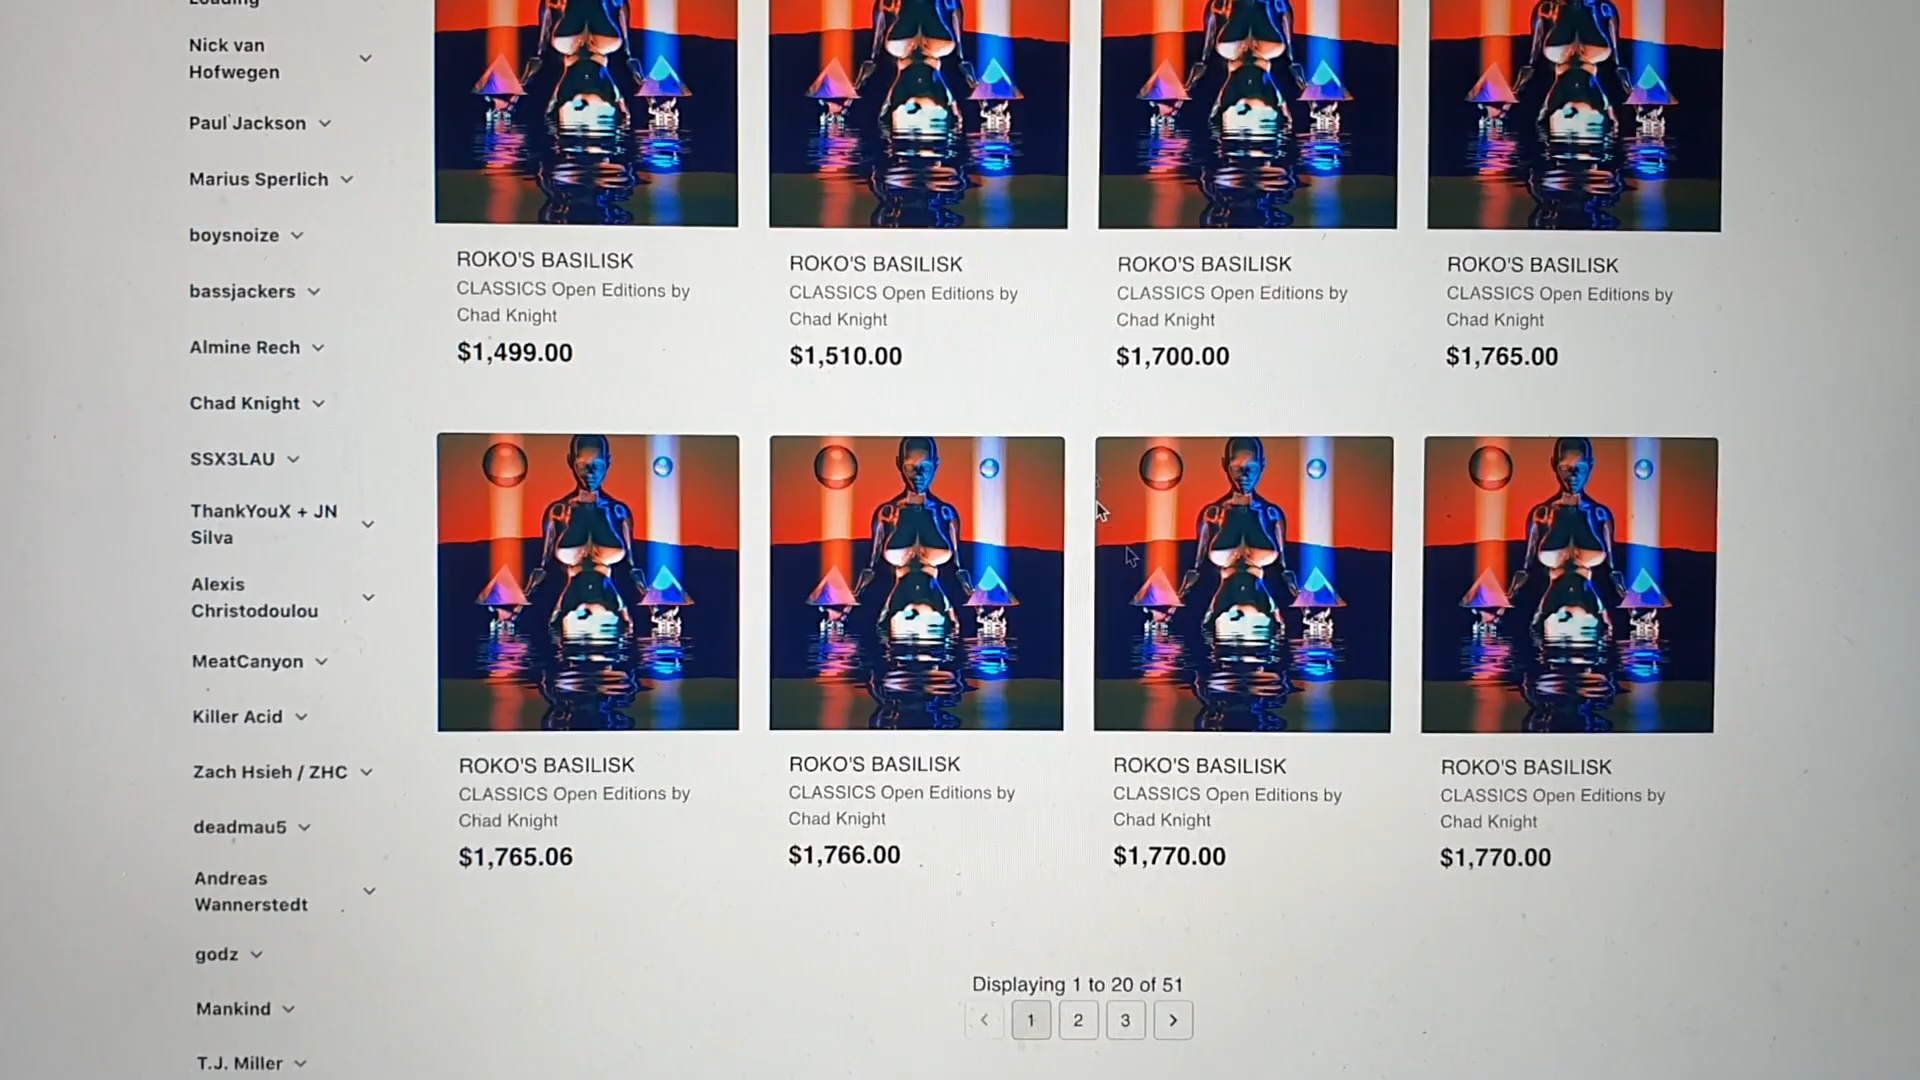 Loading
Nick van
Hofwegen
Paul Jackson
Marius Sperlich
boysnoize
bassjackers
Almine Rech
Chad Knight
SSX3LAU
ThankYouX + JN
Silva
Alexis
Christodoulou
MeatCanyon
Killer Acid
Zach Hsieh / ZHC
deadmau5
Andreas
Wannerstedt
godz
Mankind
T.J. Miller
ROKO'S BASILISK
CLASSICS Open Editions by
Chad Knight
$1,499.00
ROKO'S BASILISK
CLASSICS Open Editions by
Chad Knight
$1,510.00
ROKO'S BASILISK
CLASSICS Open Editions by
Chad Knight
$1,700.00
ROKO'S BASILISK
CLASSICS Open Editions by
Chad Knight
$1,765.00
ROKO'S BASILISK
CLASSICS Open Editions by
Chad Knight
$1,765.06
ROKO'S BASILISK
CLASSICS Open Editions by
Chad Knight
$1,766.00
ROKO'S BASILISK
CLASSICS Open Editions by
Chad Knight
$1,770.00
ROKO'S BASILISK
CLASSICS Open Editions by
Chad Knight
$1,770.00
Displaying 1 to 20 of 51
1 2 3